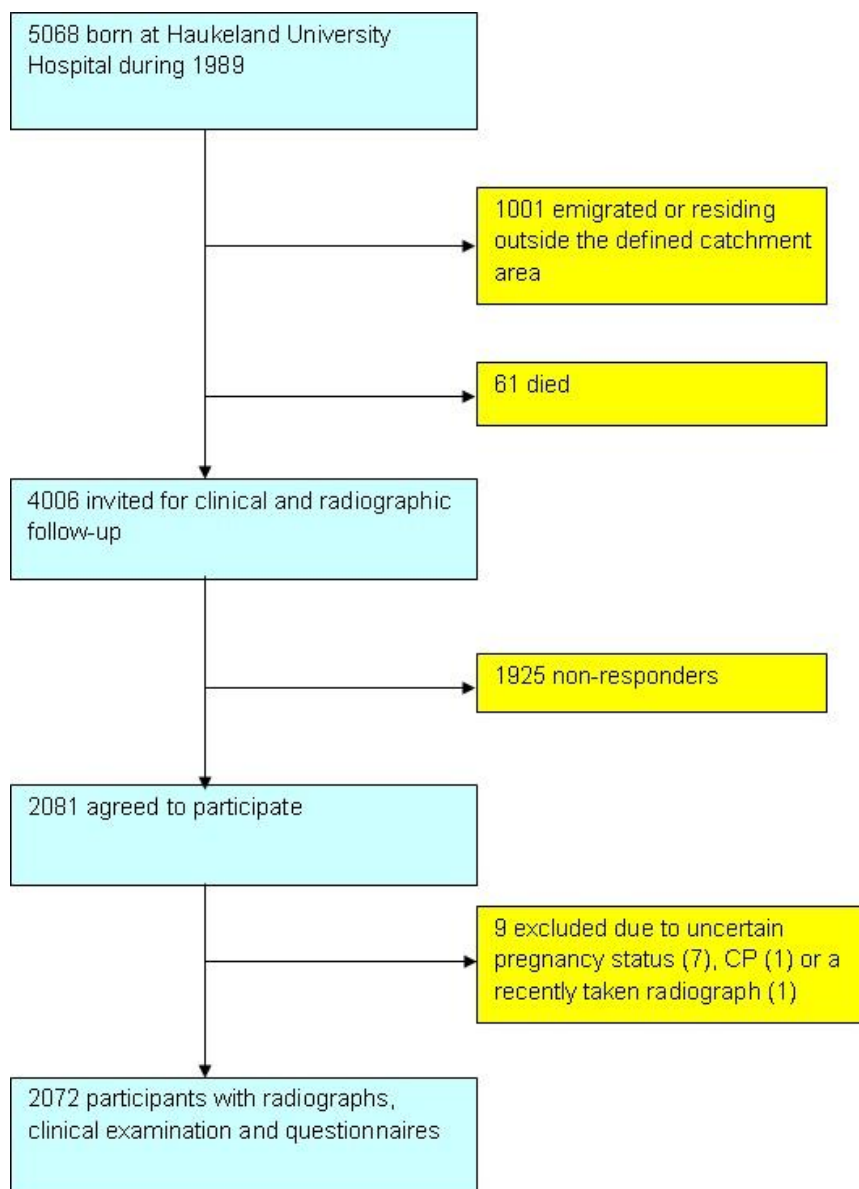 5068 born at Haukeland University
Hospital during 1989
1001 emigrated or residing
outside the defined catchment
area
61 died
4006 invited for clinical and radiographic
follow-up
1925 non-responders
2081 agreed to participate
9 excluded due to uncertain
pregnancy status (7), CP (1) or a
recently taken radiograph (1)
2072 participants with radiographs,
clinical examination and questionnaires